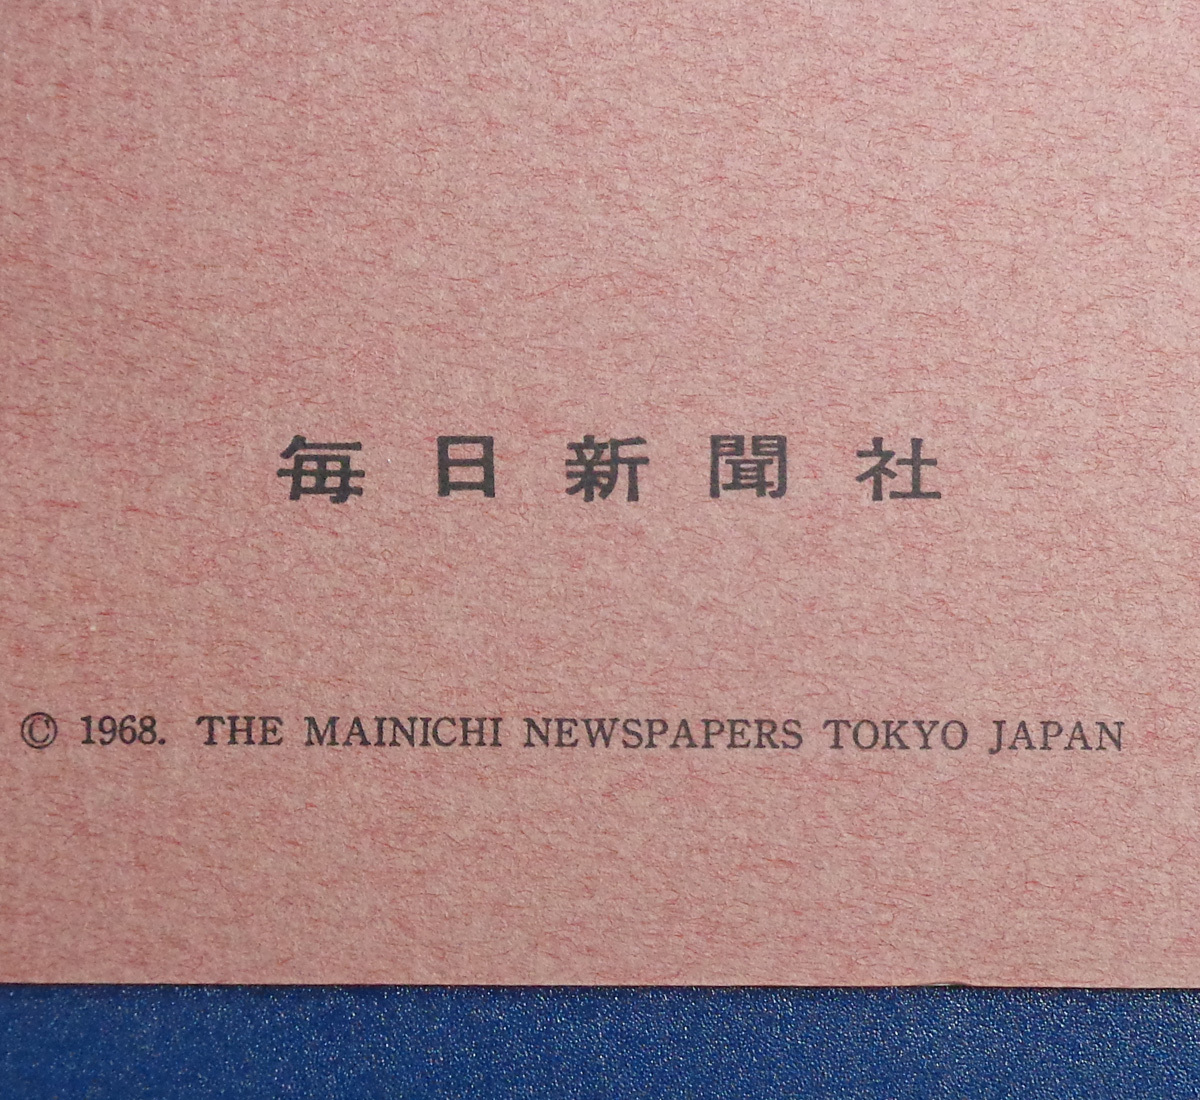 毎日新聞社
© 1968. THE MAINICHI NEWSPAPERS TOKYO JAPAN